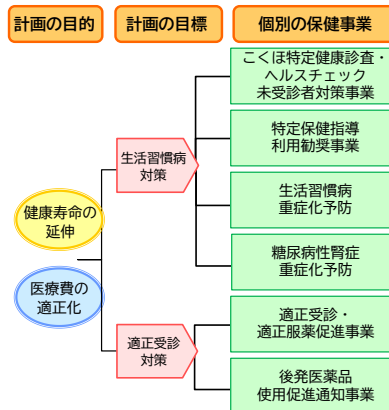 計画の目的
計画の目標
個別の保健事業
健康寿命の
延伸
医療費の
適正化
生活習慣病
対策
適正受診
対策
こくほ特定健康診査・
ヘルスチェック
未受診者対策事業
特定保健指導
利用勧奨事業
生活習慣病
重症化予防
糖尿病性腎症
重症化予防
適正受診・
適正服薬促進事業
後発医薬品
使用促進通知事業